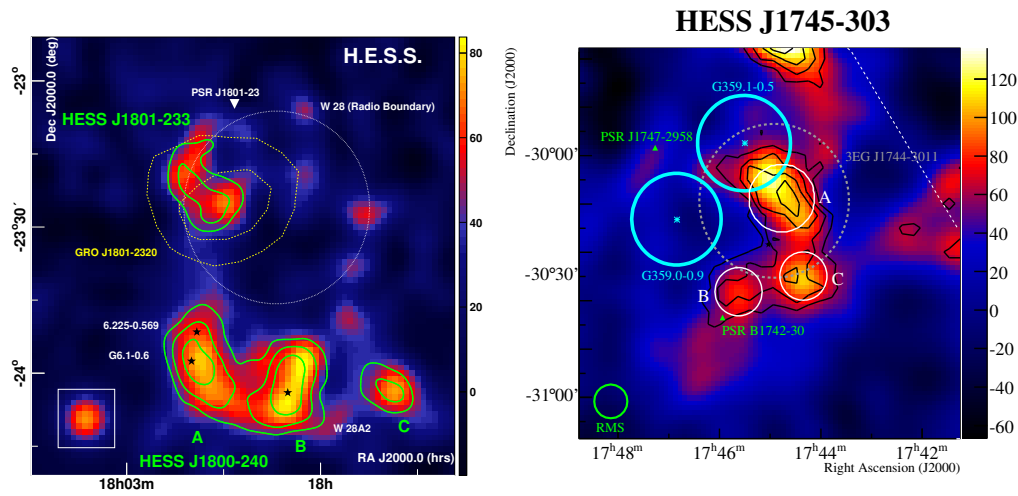 H.E.S.S.
Dec J2000.0 (deg)
-23°
-23°30
-24°
PSR J1801-23
W 28 (Radio Boundary)
HESS J1801-233
GRO J1801-2320
6.225-0.569
G6.1-0.6
W 28A2
A
B
C
HESS J1800-240
RA J2000.0 (hrs)
18h03m
18h
80
60
40
20
0
HESS J1745-303
Declination (J2000)
-30°00'
-30°30'
-31°00'
G359.1-0.5
PSR J1747-2958
3EG J1744-3011
A
G359.0-0.9
B
C
PSR B1742-30
RMS
17h48m
17h46m
17h44m
17h42m
Right Ascension (J2000)
120
100
80
60
40
20
0
-20
-40
-60